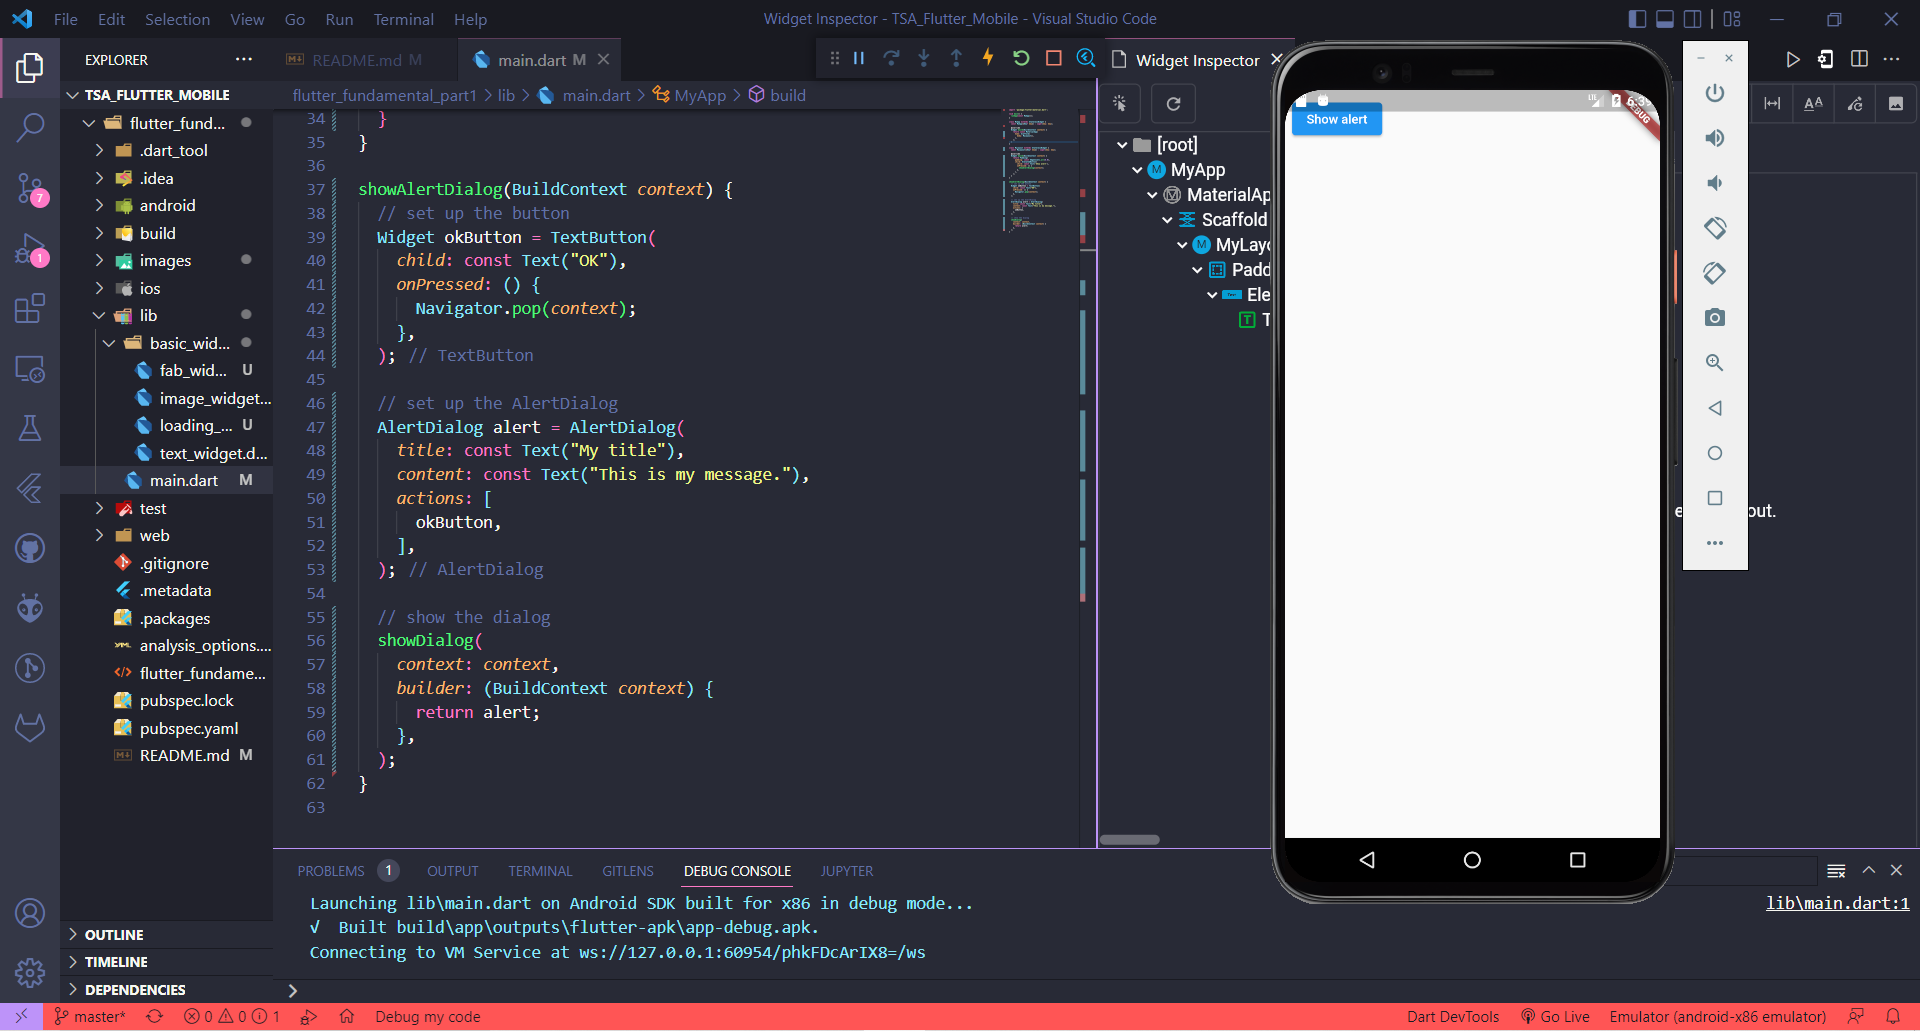 File Edit Selection View Go Run Terminal Help
Widget Inspector - TSA_Flutter_Mobile - Visual Studio Code
EXPLORER
TSA_FLUTTER_MOBILE
flutter_fund...
.dart_tool
.idea
android
build
images
ios
lib
basic_wid...
fab_wid... U
image_widget...
loading_... U
text_widget.d...
main.dart M
test
web
.gitignore
.metadata
.packages
analysis_options....
flutter_fundame...
pubspec.lock
pubspec.yaml
README.md M
OUTLINE
TIMELINE
DEPENDENCIES
7
1
README.md M
main.dart M
flutter_fundamental_part1 > lib > main.dart > MyApp > build
34 }
35 }
36
37 showAlertDialog(BuildContext context) {
38 // set up the button
39 Widget okButton = TextButton(
40 child: const Text("OK"),
41 onPressed: () {
42 Navigator.pop(context);
43 },
44 ); // TextButton
45
46 // set up the AlertDialog
47 AlertDialog alert = AlertDialog(
48 title: const Text("My title"),
49 content: const Text("This is my message."),
50 actions: [
51 okButton,
52 ],
53 ); // AlertDialog
54
55 // show the dialog
56 showDialog(
57 context: context,
58 builder: (BuildContext context) {
59 return alert;
60 },
61 );
62 }
63
Widget Inspector
[root]
MyApp
MaterialAp
Scaffold
MyLayo
Padd
Ele
T
Show alert
DEBUG
out.
PROBLEMS 1 OUTPUT TERMINAL GITLENS DEBUG CONSOLE JUPYTER
Launching lib\main.dart on Android SDK built for x86 in debug mode...
√ Built build\app\outputs\flutter-apk\app-debug.apk.
Connecting to VM Service at ws://127.0.0.1:60954/phkFDcArIX8=/ws
lib\main.dart:1
master* 0 0 1 Debug my code
Dart DevTools Go Live Emulator (android-x86 emulator)